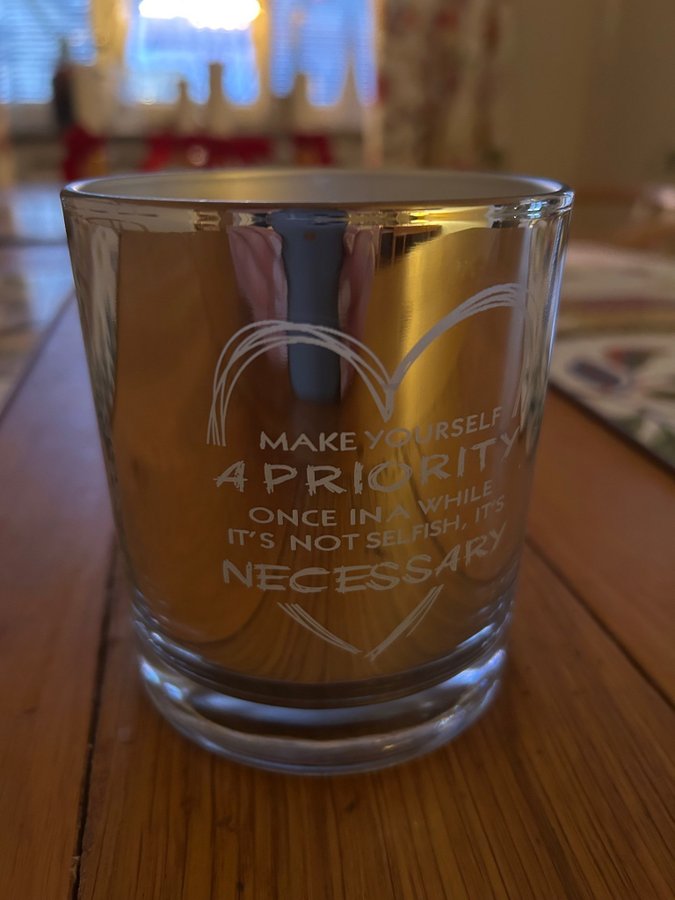 MAKE YOURSELF
A PRIORITY
ONCE IN A WHILE
IT'S NOT SELFISH, IT'S
NECESSARY